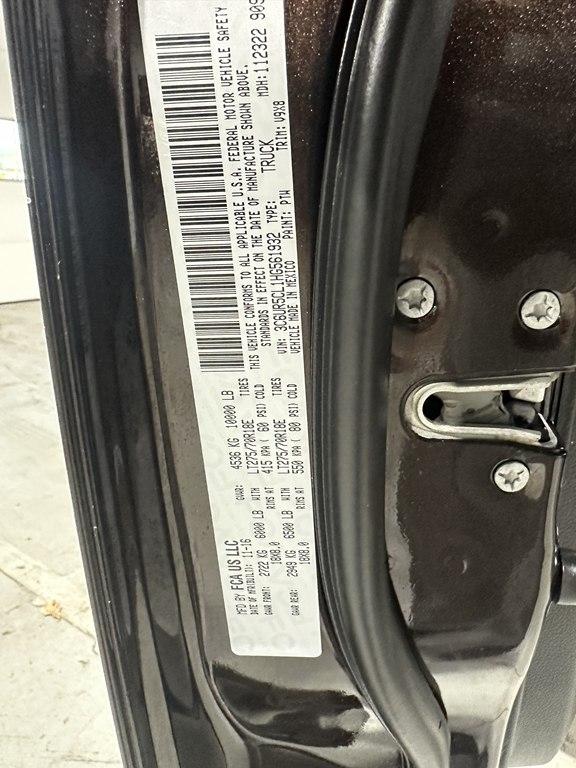 MFD BY FCA US LLC
DATE OF MFR(BUILD): 11-16 GVWR: 4536 KG 10000 LB
GAWR FRONT: 2722 KG 6000 LB WITH LT275/70R18E TIRES
18X8.0 RIMS AT 415 KPA ( 60 PSI) COLD
GAWR REAR: 2949 KG 6500 LB WITH LT275/70R18E TIRES
18X8.0 RIMS AT 550 KPA ( 80 PSI) COLD
THIS VEHICLE CONFORMS TO ALL APPLICABLE U.S.A. FEDERAL MOTOR VEHICLE SAFETY
STANDARDS IN EFFECT ON THE DATE OF MANUFACTURE SHOWN ABOVE.
MDH: 112322 909
VIN: 3C6UR5CL1HG561932 TYPE: TRUCK
PAINT: PTW TRIM: V9X8
VEHICLE MADE IN MEXICO